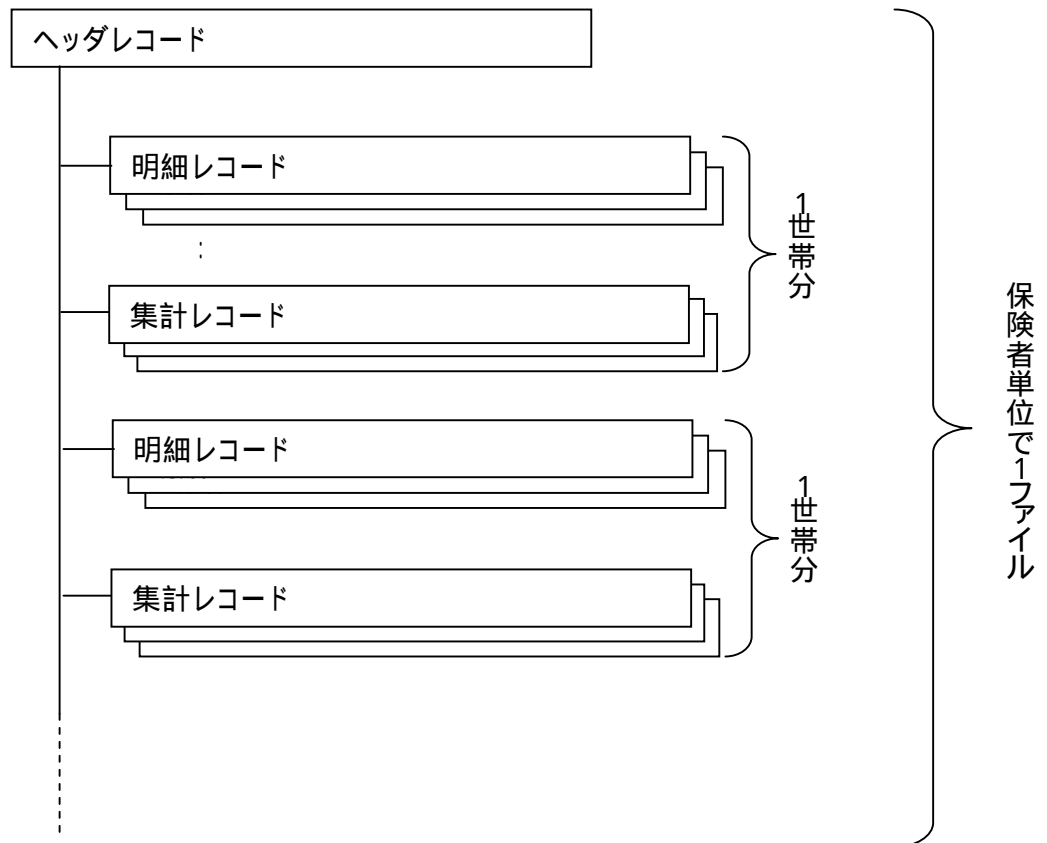 ヘッダレコード
明細レコード
:
集計レコード
1世帯分
明細レコード
集計レコード
1世帯分
保険者単位で1ファイル